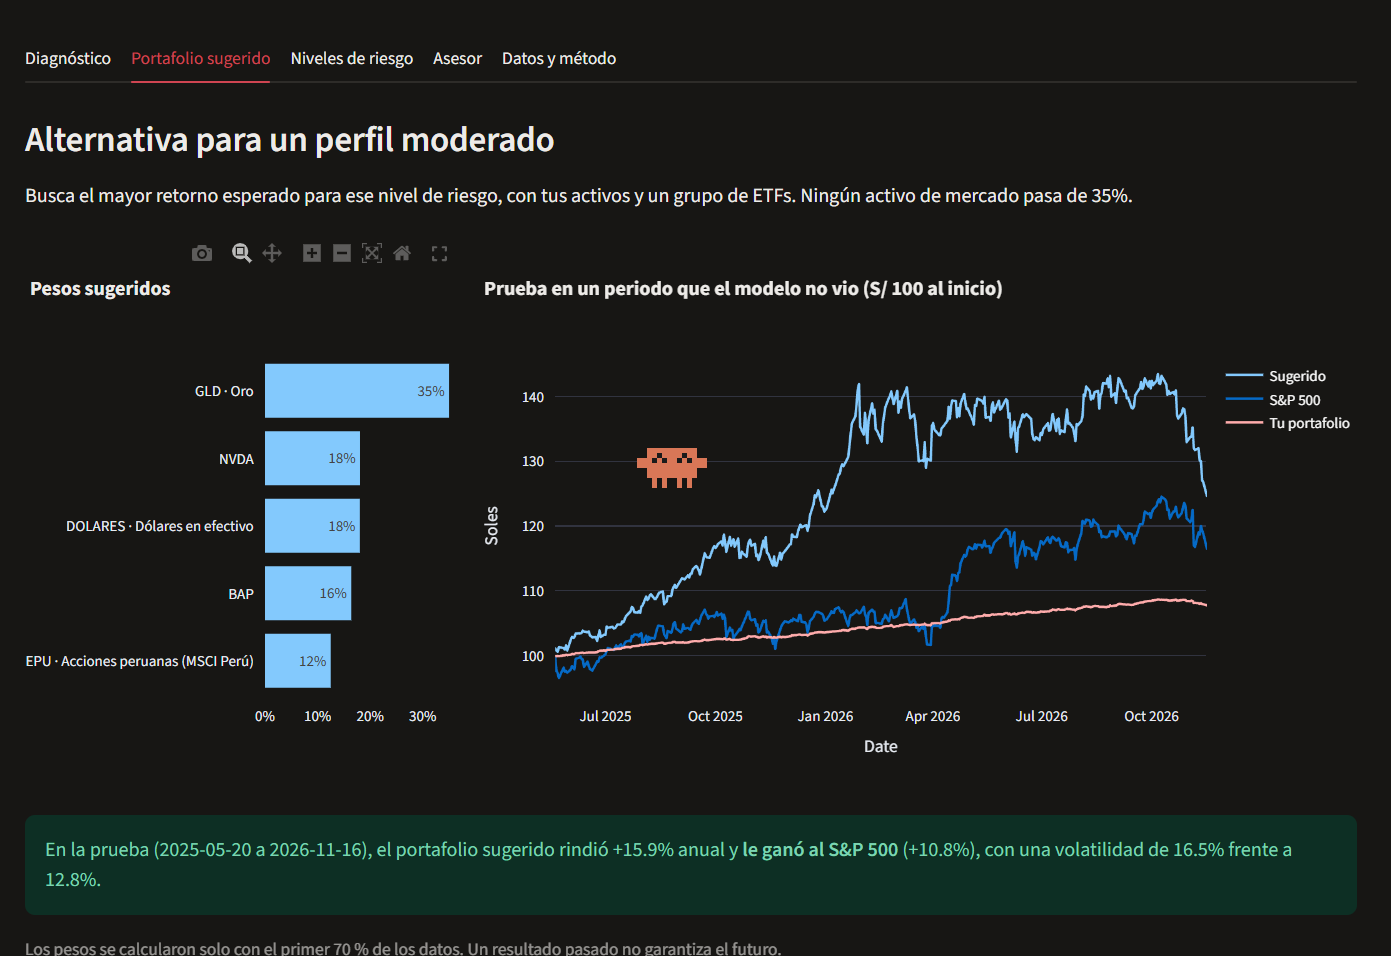 Diagnóstico Portafolio sugerido Niveles de riesgo Asesor Datos y método
Alternativa para un perfil moderado
Busca el mayor retorno esperado para ese nivel de riesgo, con tus activos y un grupo de ETFs. Ningún activo de mercado pasa de 35%.
Pesos sugeridos
GLD · Oro 35%
NVDA 18%
DOLARES · Dólares en efectivo 18%
BAP 16%
EPU · Acciones peruanas (MSCI Perú) 12%
0% 10% 20% 30%
Prueba en un periodo que el modelo no vio (S/ 100 al inicio)
Soles
140
130
120
110
100
Jul 2025 Oct 2025 Jan 2026 Apr 2026 Jul 2026 Oct 2026
Date
Sugerido
S&P 500
Tu portafolio
En la prueba (2025-05-20 a 2026-11-16), el portafolio sugerido rindió +15.9% anual y le ganó al S&P 500 (+10.8%), con una volatilidad de 16.5% frente a
12.8%.
Los pesos se calcularon solo con el primer 70 % de los datos. Un resultado pasado no garantiza el futuro.